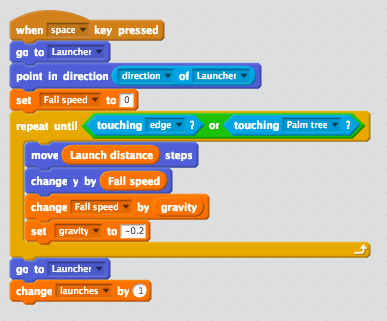 when space key pressed
go to Launcher
point in direction direction of Launcher
set Fall speed to 0
repeat until touching edge ? or touching Palm tree ?
move Launch distance steps
change y by Fall speed
change Fall speed by gravity
set gravity to -0.2
go to Launcher
change launches by 1